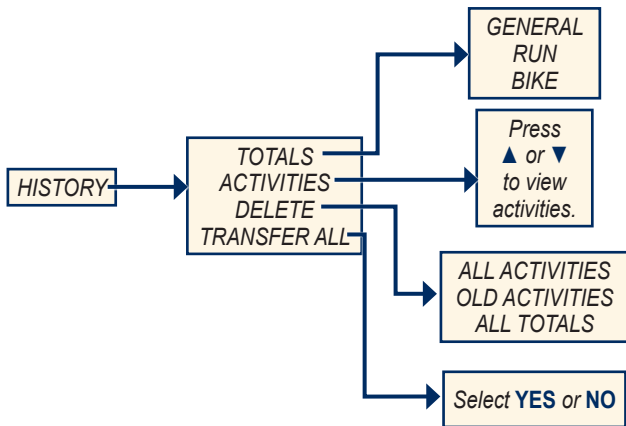 HISTORY
TOTALS
ACTIVITIES
DELETE
TRANSFER ALL
GENERAL
RUN
BIKE
Press
▲ or ▼
to view
activities.
ALL ACTIVITIES
OLD ACTIVITIES
ALL TOTALS
Select YES or NO